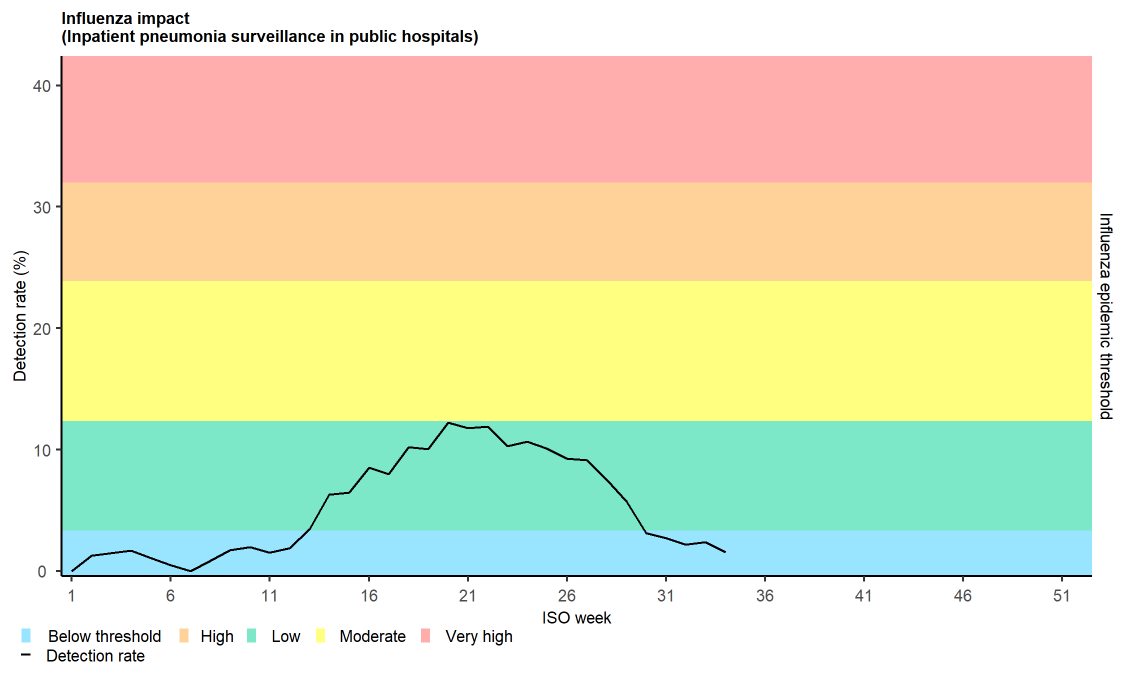 Influenza impact
(Inpatient pneumonia surveillance in public hospitals)
Detection rate (%)
40
30
20
10
0
1 6 11 16 21 26 31 36 41 46 51
ISO week
Influenza epidemic threshold
Below threshold High Low Moderate Very high
Detection rate